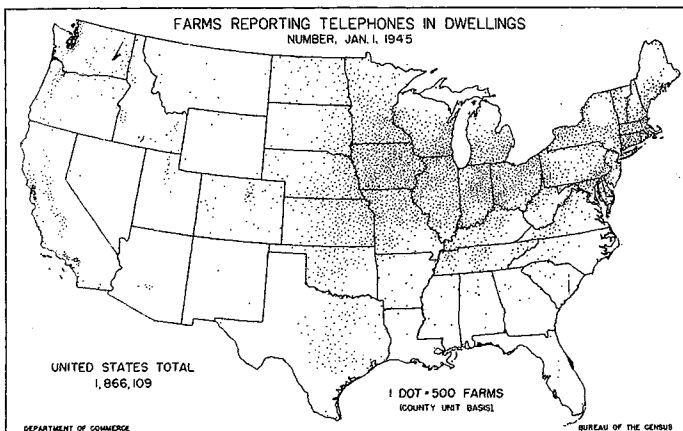 FARMS REPORTING TELEPHONES IN DWELLINGS
NUMBER, JAN. 1, 1945
UNITED STATES TOTAL
1,866,109
1 DOT = 500 FARMS
(COUNTY UNIT BASIS)
DEPARTMENT OF COMMERCE
BUREAU OF THE CENSUS